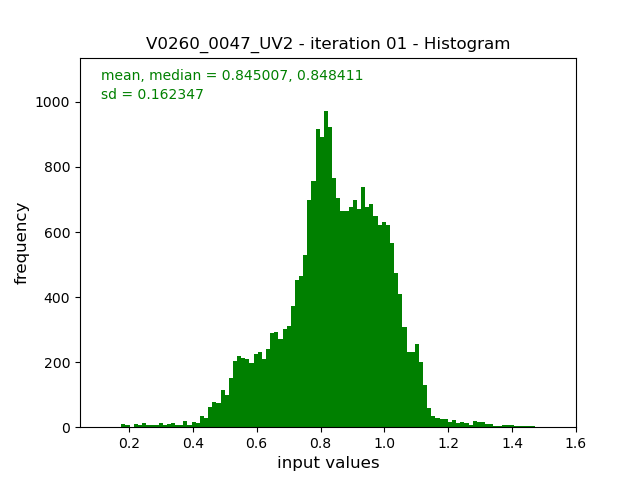 V0260_0047_UV2 - iteration 01 - Histogram
mean, median = 0.845007, 0.848411
sd = 0.162347
frequency
1000
800
600
400
200
0
0.2 0.4 0.6 0.8 1.0 1.2 1.4 1.6
input values